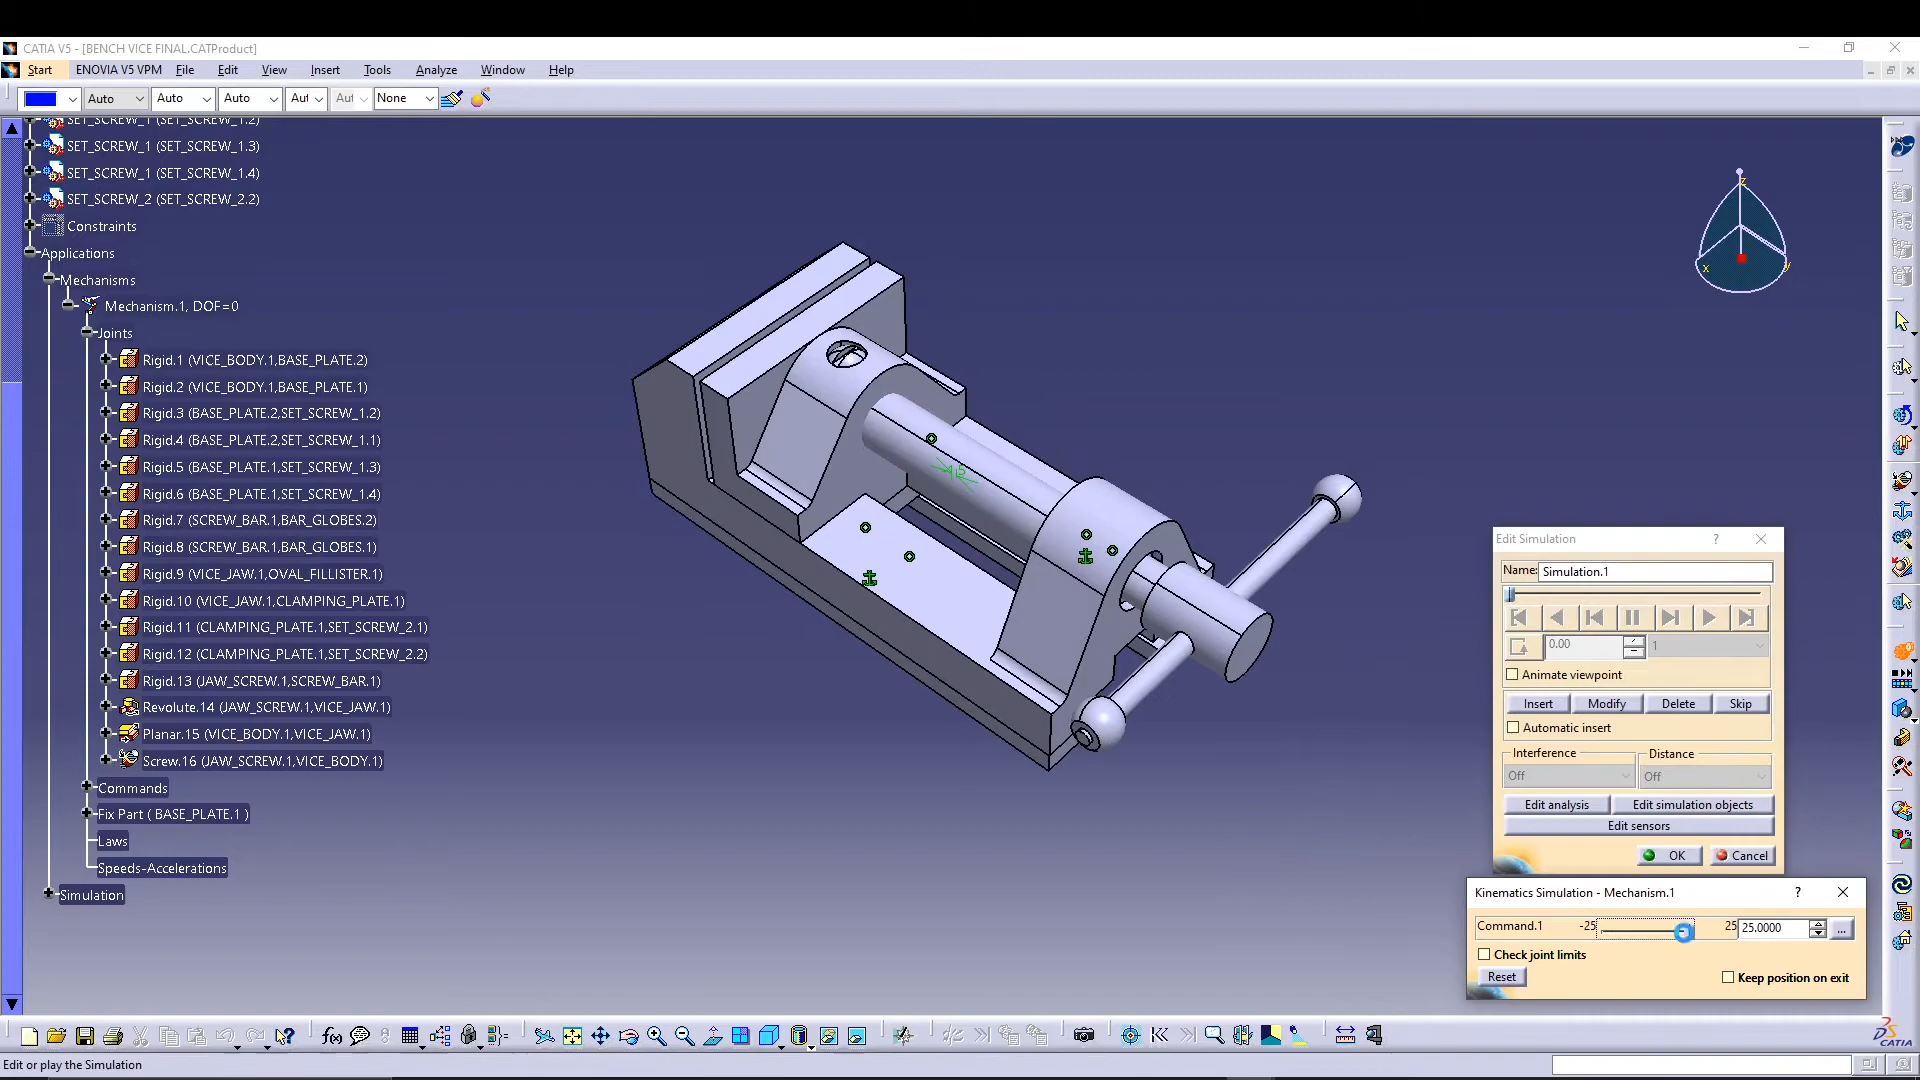 CATIA V5 - [BENCH VICE FINAL.CATProduct]
Start ENOVIA V5 VPM File Edit View Insert Tools Analyze Window Help
Auto Auto Auto Aut Aut None
SET_SCREW_1 (SET_SCREW_1.2)
SET_SCREW_1 (SET_SCREW_1.3)
SET_SCREW_1 (SET_SCREW_1.4)
SET_SCREW_2 (SET_SCREW_2.2)
Constraints
Applications
Mechanisms
Mechanism.1, DOF=0
Joints
Rigid.1 (VICE_BODY.1,BASE_PLATE.2)
Rigid.2 (VICE_BODY.1,BASE_PLATE.1)
Rigid.3 (BASE_PLATE.2,SET_SCREW_1.2)
Rigid.4 (BASE_PLATE.2,SET_SCREW_1.1)
Rigid.5 (BASE_PLATE.1,SET_SCREW_1.3)
Rigid.6 (BASE_PLATE.1,SET_SCREW_1.4)
Rigid.7 (SCREW_BAR.1,BAR_GLOBES.2)
Rigid.8 (SCREW_BAR.1,BAR_GLOBES.1)
Rigid.9 (VICE_JAW.1,OVAL_FILLISTER.1)
Rigid.10 (VICE_JAW.1,CLAMPING_PLATE.1)
Rigid.11 (CLAMPING_PLATE.1,SET_SCREW_2.1)
Rigid.12 (CLAMPING_PLATE.1,SET_SCREW_2.2)
Rigid.13 (JAW_SCREW.1,SCREW_BAR.1)
Revolute.14 (JAW_SCREW.1,VICE_JAW.1)
Planar.15 (VICE_BODY.1,VICE_JAW.1)
Screw.16 (JAW_SCREW.1,VICE_BODY.1)
Commands
Fix Part ( BASE_PLATE.1 )
Laws
Speeds-Accelerations
Simulation
z
x y
Edit Simulation ?
Name: Simulation.1
0.00 1
Animate viewpoint
Insert Modify Delete Skip
Automatic insert
Interference Distance
Off Off
Edit analysis Edit simulation objects
Edit sensors
OK Cancel
Kinematics Simulation - Mechanism.1 ?
Command.1 -25 25 25.0000 ...
Check joint limits
Reset Keep position on exit
f(x)
CATIA
Edit or play the Simulation